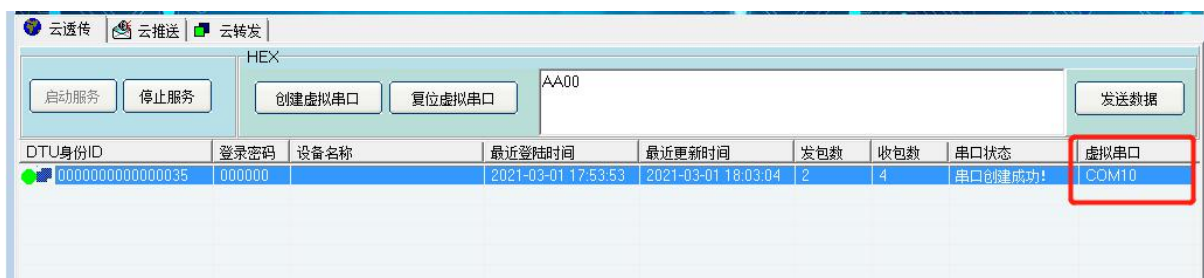 云透传 云推送 云转发
HEX
启动服务 停止服务 创建虚拟串口 复位虚拟串口 AA00 发送数据
DTU身份ID 登录密码 设备名称 最近登陆时间 最近更新时间 发包数 收包数 串口状态 虚拟串口
0000000000000035 000000 2021-03-01 17:53:53 2021-03-01 18:03:04 2 4 串口创建成功! COM10